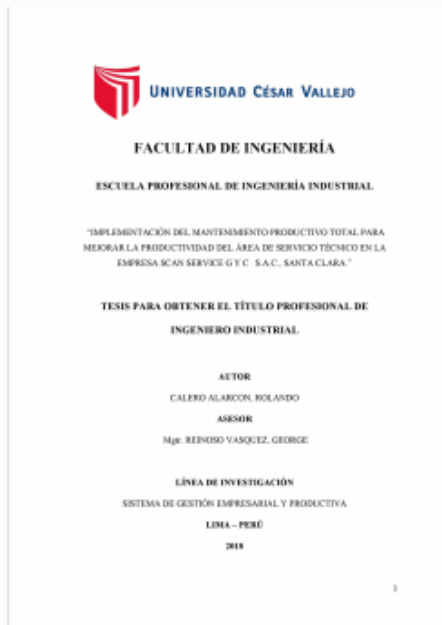 UNIVERSIDAD CÉSAR VALLEJO
FACULTAD DE INGENIERÍA
ESCUELA PROFESIONAL DE INGENIERÍA INDUSTRIAL
“IMPLEMENTACIÓN DEL MANTENIMIENTO PRODUCTIVO TOTAL PARA
MEJORAR LA PRODUCTIVIDAD DEL ÁREA DE SERVICIO TÉCNICO EN LA
EMPRESA SCAN SERVICE G Y C S.A.C., SANTA CLARA.”
TESIS PARA OBTENER EL TÍTULO PROFESIONAL DE
INGENIERO INDUSTRIAL
AUTOR
CALERO ALARCON, ROLANDO
ASESOR
Mgtr. REINOSO VASQUEZ, GEORGE
LÍNEA DE INVESTIGACIÓN
SISTEMA DE GESTIÓN EMPRESARIAL Y PRODUCTIVA
LIMA – PERÚ
2018
1